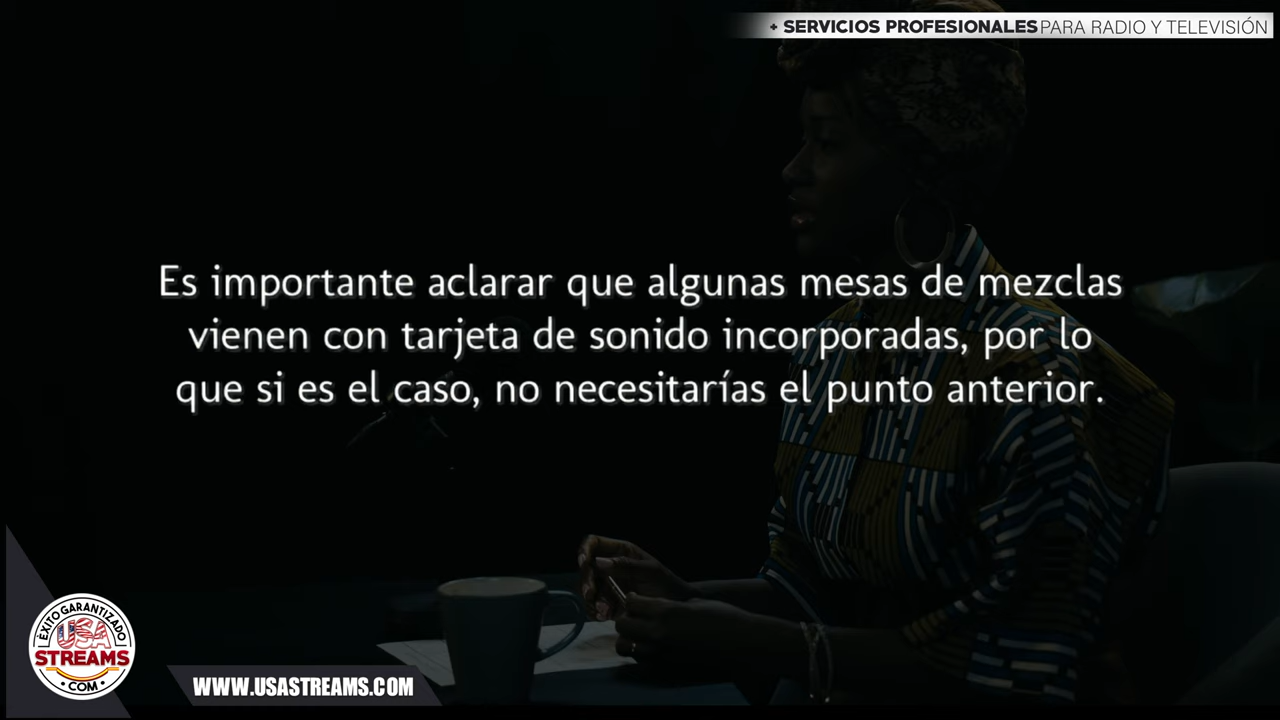 + SERVICIOS PROFESIONALES PARA RADIO Y TELEVISIÓN
Es importante aclarar que algunas mesas de mezclas
vienen con tarjeta de sonido incorporadas, por lo
que si es el caso, no necesitarías el punto anterior.
ÉXITO GARANTIZADO
USA
STREAMS
• COM •
WWW.USASTREAMS.COM